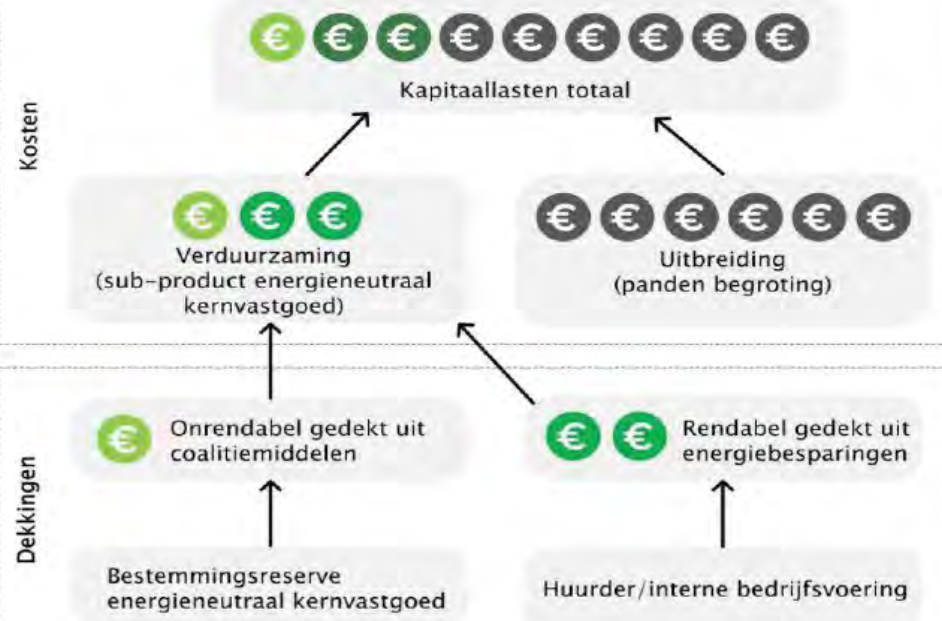 € € € € € € € € €
Kapitaallasten totaal
Kosten
€ € €
Verduurzaming
(sub-product energieneutraal
kernvastgoed)
€ € € € € €
Uitbreiding
(panden begroting)
Dekkingen
€
Onrendabel gedekt uit
coalitiemiddelen
€ €
Rendabel gedekt uit
energiebesparingen
Bestemmingsreserve
energieneutraal kernvastgoed
Huurder/interne bedrijfsvoering